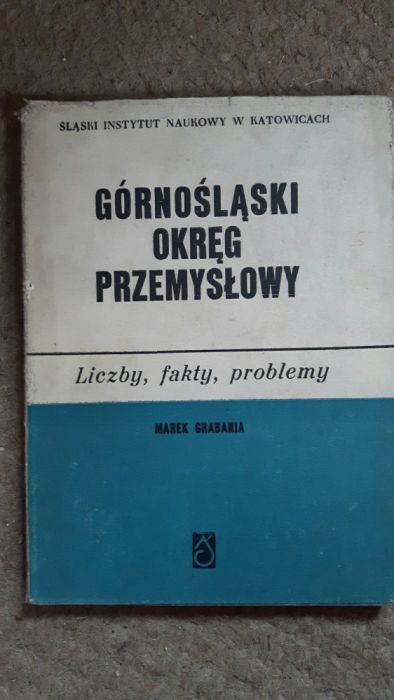 ŚLĄSKI INSTYTUT NAUKOWY W KATOWICACH
GÓRNOŚLĄSKI
OKRĘG
PRZEMYSŁOWY
Liczby, fakty, problemy
MAREK GRABANIA